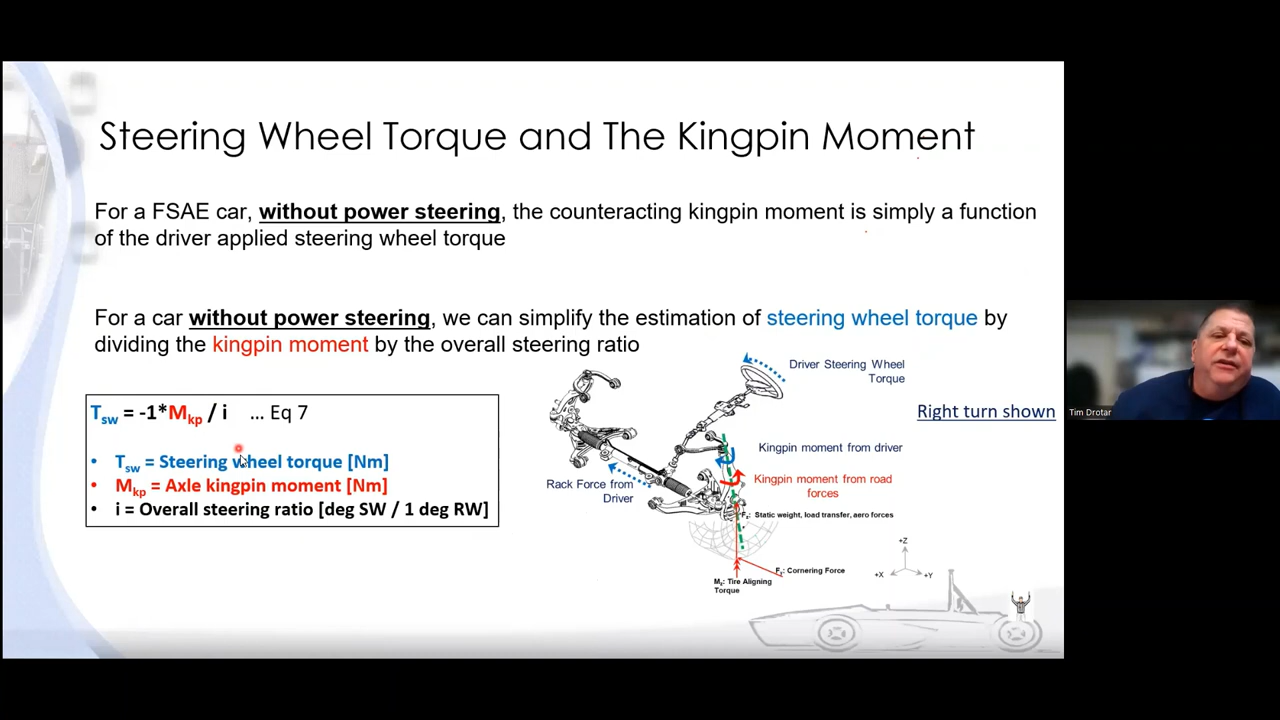 Steering Wheel Torque and The Kingpin Moment
For a FSAE car, without power steering, the counteracting kingpin moment is simply a function
of the driver applied steering wheel torque
For a car without power steering, we can simplify the estimation of steering wheel torque by
dividing the kingpin moment by the overall steering ratio
Tsw = -1*Mkp / i … Eq 7
• Tsw = Steering wheel torque [Nm]
• Mkp = Axle kingpin moment [Nm]
• i = Overall steering ratio [deg SW / 1 deg RW]
Driver Steering Wheel
Torque
Right turn shown
Kingpin moment from driver
Kingpin moment from road
forces
Rack Force from
Driver
Fz: Static weight, load transfer, aero forces
+Z
+X
+Y
Fy: Cornering Force
Mz: Tire Aligning
Torque
Tim Drotar